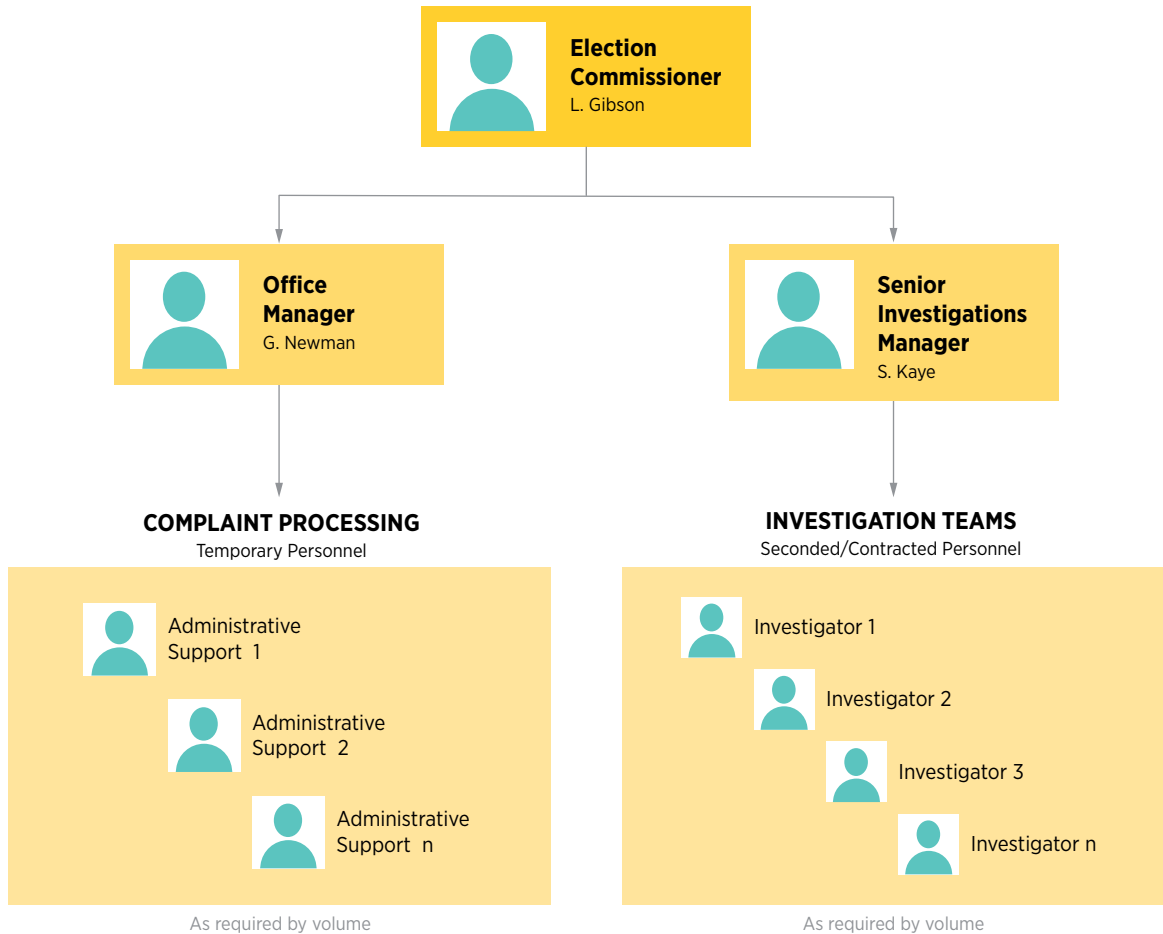 Election
Commissioner
L. Gibson
Office
Manager
G. Newman
Senior
Investigations
Manager
S. Kaye
COMPLAINT PROCESSING
Temporary Personnel
Administrative
Support 1
Administrative
Support 2
Administrative
Support n
As required by volume
INVESTIGATION TEAMS
Seconded/Contracted Personnel
Investigator 1
Investigator 2
Investigator 3
Investigator n
As required by volume